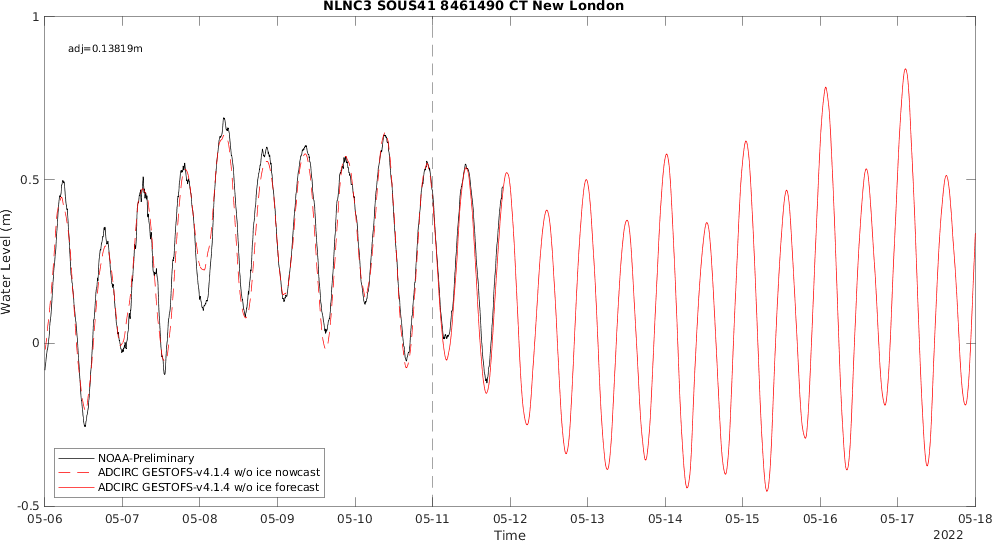 NLNC3 SOUS41 8461490 CT New London
adj=0.13819m
1
0.5
0
-0.5
Water Level (m)
NOAA-Preliminary
ADCIRC GESTOFS-v4.1.4 w/o ice nowcast
ADCIRC GESTOFS-v4.1.4 w/o ice forecast
05-06 05-07 05-08 05-09 05-10 05-11 05-12 05-13 05-14 05-15 05-16 05-17 05-18
Time
2022